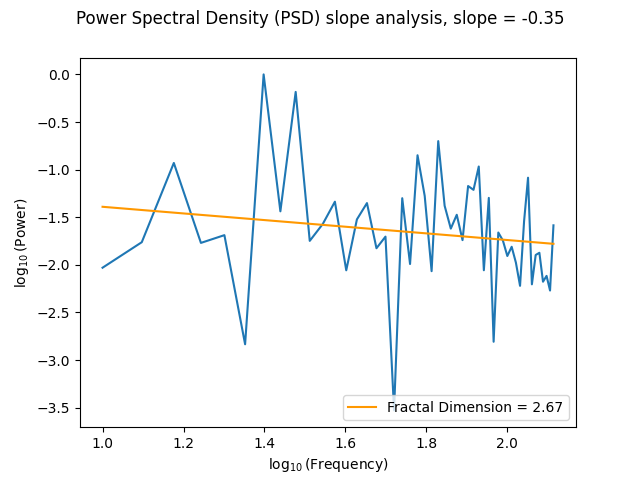 Power Spectral Density (PSD) slope analysis, slope = -0.35
0.0
−0.5
−1.0
−1.5
−2.0
−2.5
−3.0
−3.5
log₁₀(Power)
Fractal Dimension = 2.67
1.0 1.2 1.4 1.6 1.8 2.0
log₁₀(Frequency)